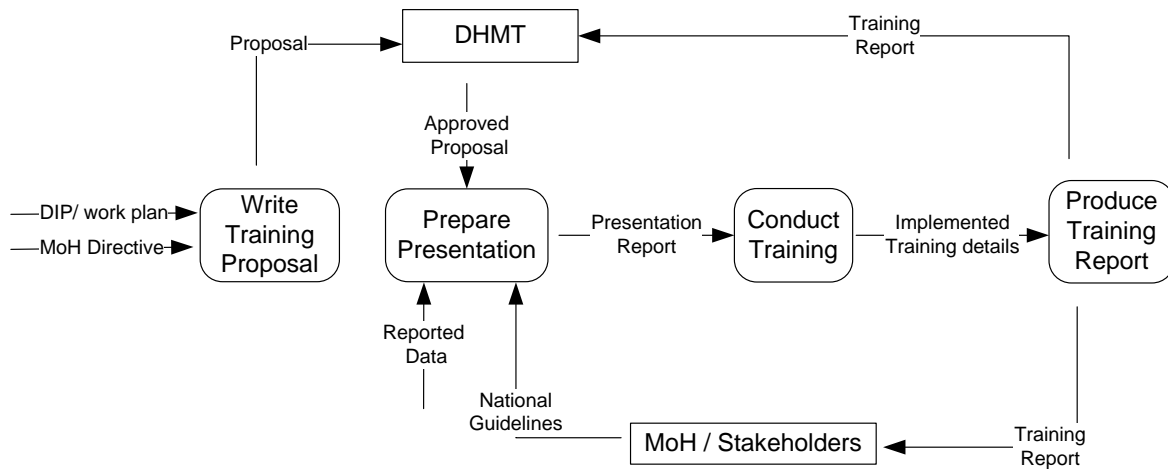 Proposal
DHMT
Training
Report
Approved
Proposal
DIP/ work plan
MoH Directive
Write
Training
Proposal
Prepare
Presentation
Presentation
Report
Conduct
Training
Implemented
Training details
Produce
Training
Report
Reported
Data
National
Guidelines
MoH / Stakeholders
Training
Report